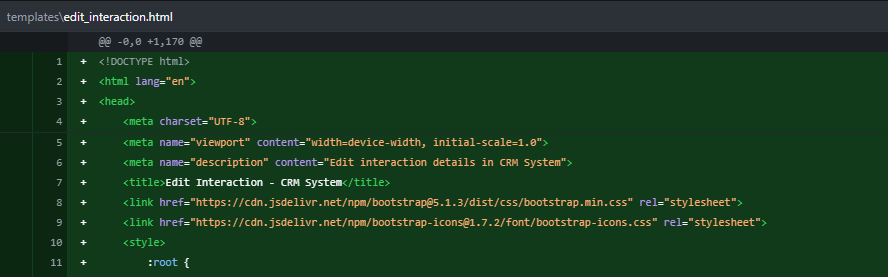 templates\edit_interaction.html
@@ -0,0 +1,170 @@
1 + <!DOCTYPE html>
2 + <html lang="en">
3 + <head>
4 + <meta charset="UTF-8">
5 + <meta name="viewport" content="width=device-width, initial-scale=1.0">
6 + <meta name="description" content="Edit interaction details in CRM System">
7 + <title>Edit Interaction - CRM System</title>
8 + <link href="https://cdn.jsdelivr.net/npm/bootstrap@5.1.3/dist/css/bootstrap.min.css" rel="stylesheet">
9 + <link href="https://cdn.jsdelivr.net/npm/bootstrap-icons@1.7.2/font/bootstrap-icons.css" rel="stylesheet">
10 + <style>
11 + :root {